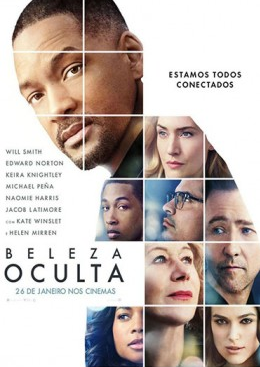 ESTAMOS TODOS
CONECTADOS
WILL SMITH
EDWARD NORTON
KEIRA KNIGHTLEY
MICHAEL PEÑA
NAOMIE HARRIS
JACOB LATIMORE
COM KATE WINSLET
E HELEN MIRREN
BELEZA
OCULTA
26 DE JANEIRO NOS CINEMAS